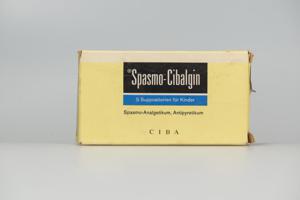 ®Spasmo-Cibalgin
5 Suppositorien für Kinder
Spasmo-Analgetikum, Antipyretikum
CIBA